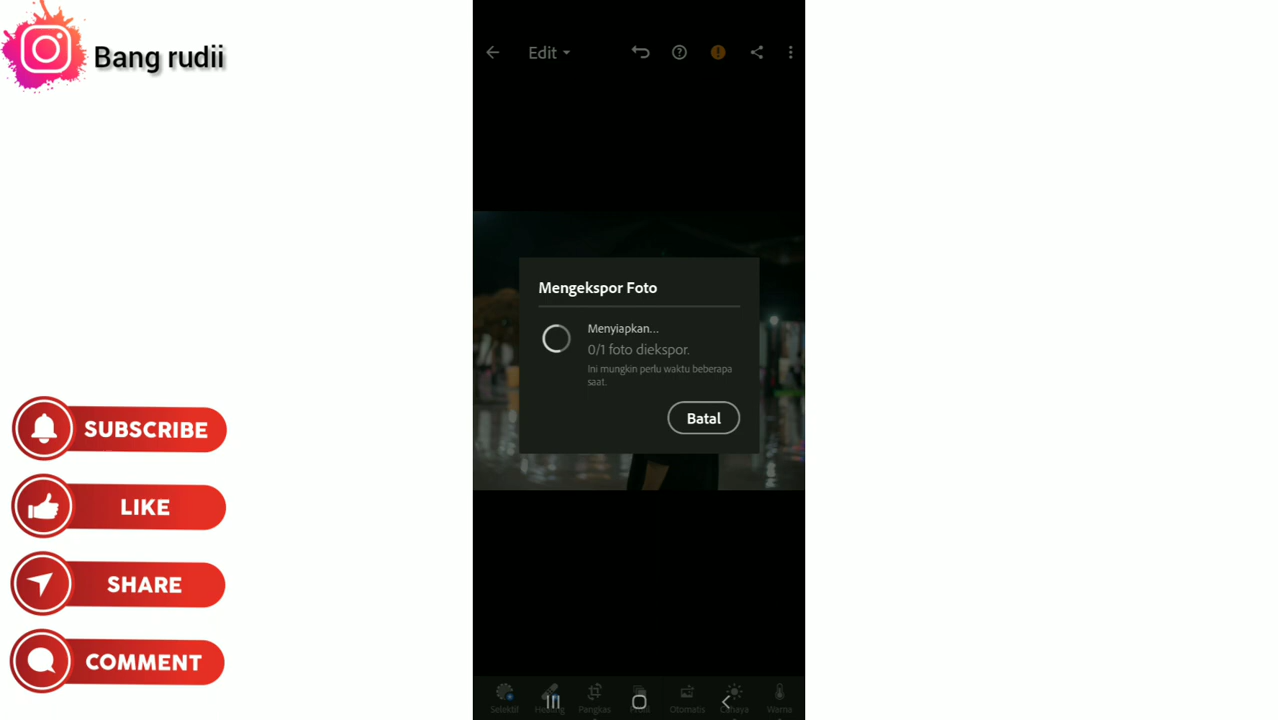 Bang rudii
Edit
Mengekspor Foto
Menyiapkan...
0/1 foto diekspor.
Ini mungkin perlu waktu beberapa
saat.
Batal
SUBSCRIBE
LIKE
SHARE
COMMENT
Selektif
Pangkas
Otomatis
Cahaya
Warna